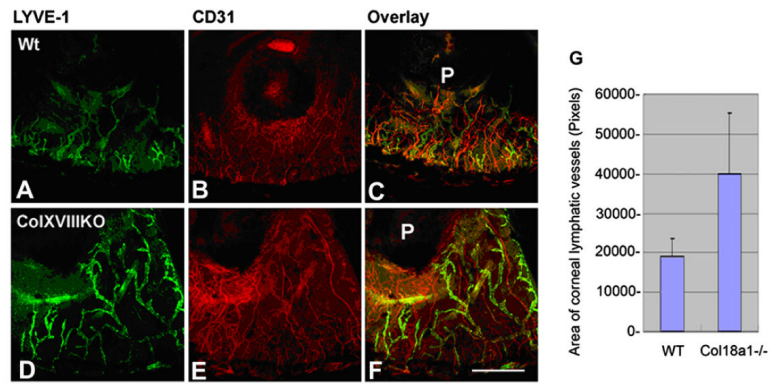 LYVE-1 CD31 Overlay
Wt
P
A B C
ColXVIIIKO
P
D E F
G
Area of corneal lymphatic vessels (Pixels)
60000-
50000-
40000-
30000-
20000-
10000-
0-
WT Col18a1-/-